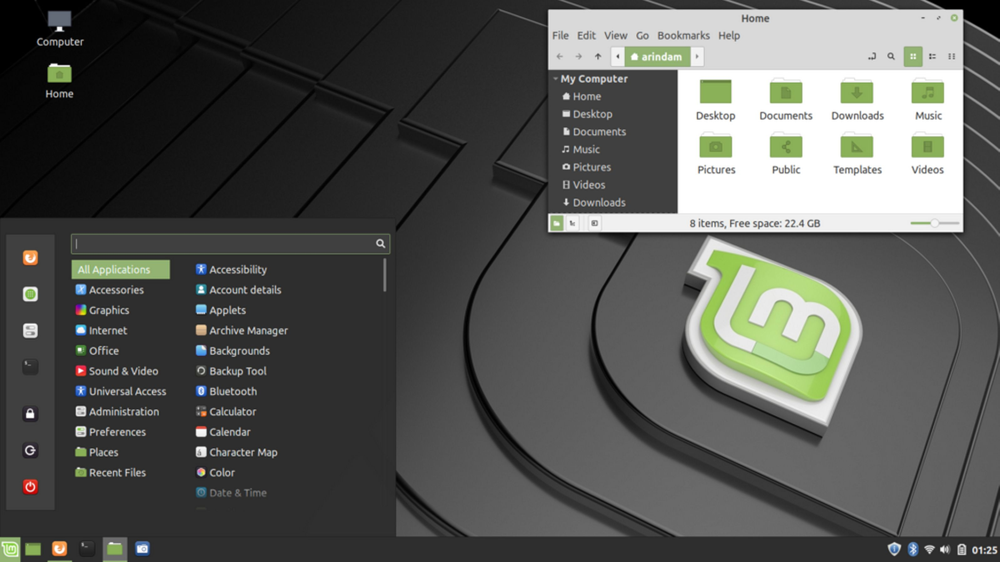 Computer
Home
Home
File Edit View Go Bookmarks Help
arindam
My Computer
Home
Desktop
Documents
Music
Pictures
Videos
Downloads
Desktop Documents Downloads Music
Pictures Public Templates Videos
8 items, Free space: 22.4 GB
All Applications
Accessories
Graphics
Internet
Office
Sound & Video
Universal Access
Administration
Preferences
Places
Recent Files
Accessibility
Account details
Applets
Archive Manager
Backgrounds
Backup Tool
Bluetooth
Calculator
Calendar
Character Map
Color
Date & Time
01:25